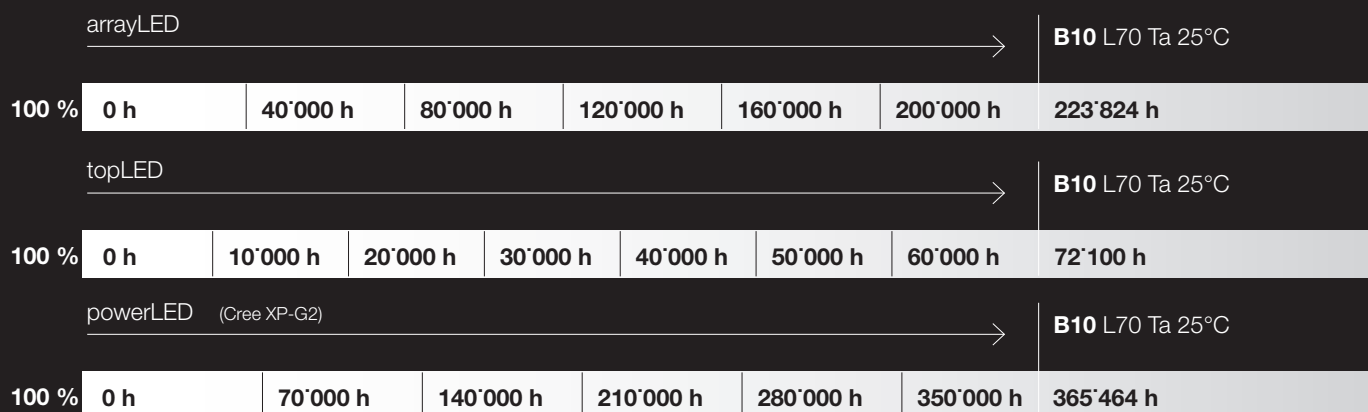 arrayLED
B10 L70 Ta 25°C
100 % 0 h 40˙000 h 80˙000 h 120˙000 h 160˙000 h 200˙000 h 223˙824 h
topLED
B10 L70 Ta 25°C
100 % 0 h 10˙000 h 20˙000 h 30˙000 h 40˙000 h 50˙000 h 60˙000 h 72˙100 h
powerLED (Cree XP-G2)
B10 L70 Ta 25°C
100 % 0 h 70˙000 h 140˙000 h 210˙000 h 280˙000 h 350˙000 h 365˙464 h